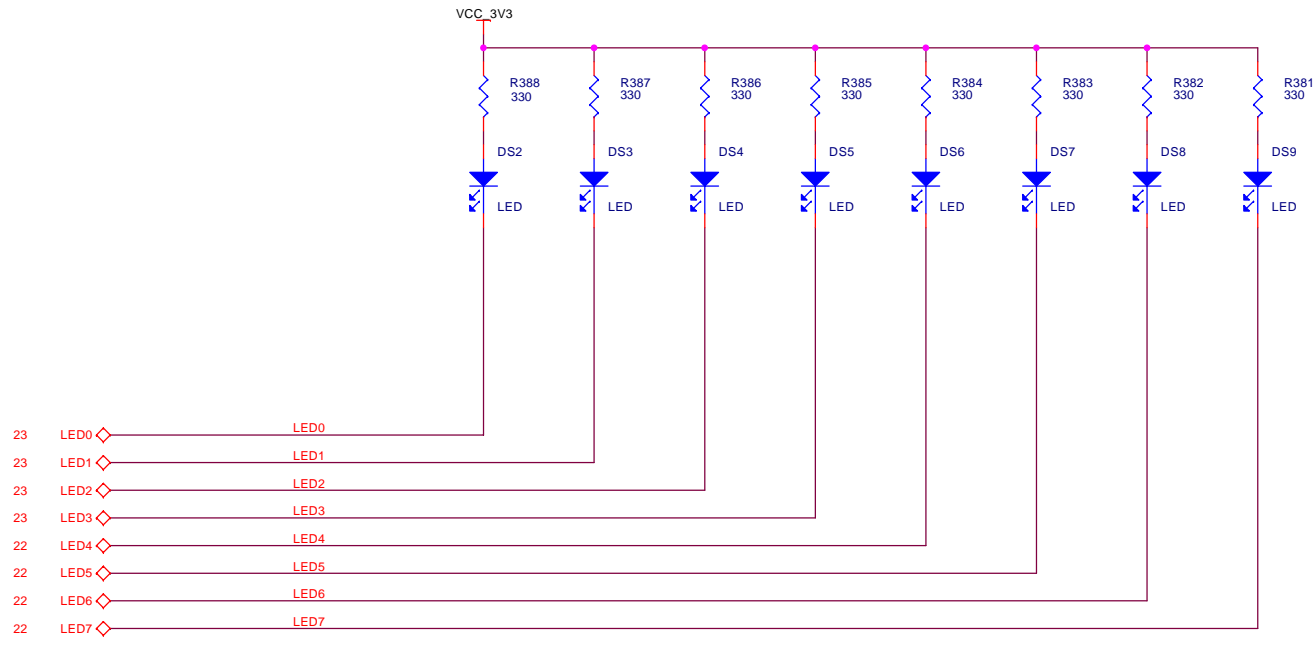 VCC_3V3
R388 R387 R386 R385 R384 R383 R382 R381
330 330 330 330 330 330 330 330
DS2 DS3 DS4 DS5 DS6 DS7 DS8 DS9
LED LED LED LED LED LED LED LED
23 LED0 LED0
23 LED1 LED1
23 LED2 LED2
23 LED3 LED3
22 LED4 LED4
22 LED5 LED5
22 LED6 LED6
22 LED7 LED7